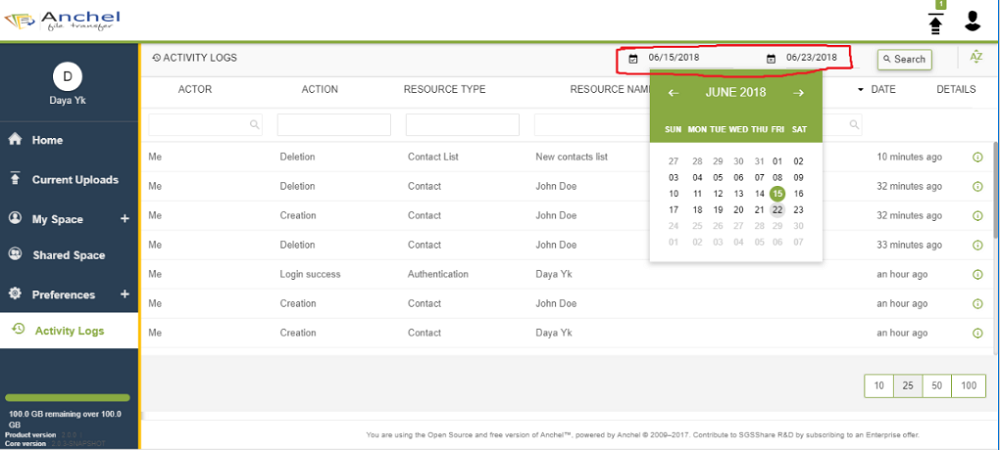 Anchel
file transfer
1
D
Daya Yk
Home
Current Uploads
My Space +
Shared Space
Preferences +
Activity Logs
100.0 GB remaining over 100.0
GB
Product version
Core version 2.0.3-SNAPSHOT
ACTIVITY LOGS 06/15/2018 06/23/2018 Search AZ
ACTOR ACTION RESOURCE TYPE RESOURCE NAM DATE DETAILS
JUNE 2018
SUN MON TUE WED THU FRI SAT
27 28 29 30 31 01 02
03 04 05 06 07 08 09
10 11 12 13 14 15 16
17 18 19 20 21 22 23
24 25 26 27 28 29 30
01 02 03 04 05 06 07
Me Deletion Contact List New contacts list 10 minutes ago
Me Deletion Contact John Doe 32 minutes ago
Me Creation Contact John Doe 32 minutes ago
Me Deletion Contact John Doe 33 minutes ago
Me Login success Authentication Daya Yk an hour ago
Me Creation Contact John Doe an hour ago
Me Creation Contact Daya Yk an hour ago
10 25 50 100
You are using the Open Source and free version of Anchel™, powered by Anchel © 2009–2017. Contribute to SGSShare R&D by subscribing to an Enterprise offer.